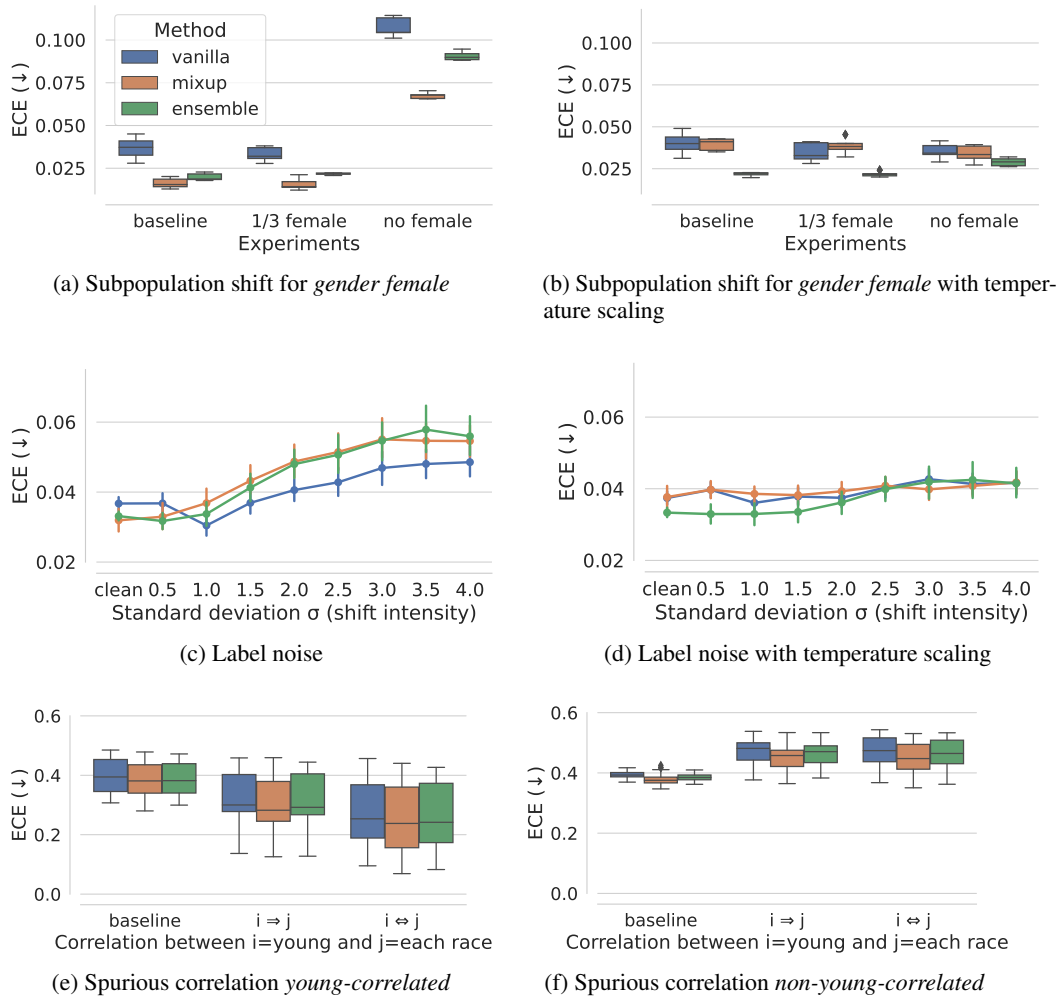 Method
vanilla
mixup
ensemble
ECE (↓)
0.100
0.075
0.050
0.025
baseline 1/3 female no female
Experiments
(a) Subpopulation shift for gender female
ECE (↓)
0.100
0.075
0.050
0.025
baseline 1/3 female no female
Experiments
(b) Subpopulation shift for gender female with temper-
ature scaling
ECE (↓)
0.06
0.04
0.02
clean 0.5 1.0 1.5 2.0 2.5 3.0 3.5 4.0
Standard deviation σ (shift intensity)
(c) Label noise
ECE (↓)
0.06
0.04
0.02
clean 0.5 1.0 1.5 2.0 2.5 3.0 3.5 4.0
Standard deviation σ (shift intensity)
(d) Label noise with temperature scaling
ECE (↓)
0.6
0.4
0.2
0.0
baseline i ⇒ j i ⇔ j
Correlation between i=young and j=each race
(e) Spurious correlation young-correlated
ECE (↓)
0.6
0.4
0.2
0.0
baseline i ⇒ j i ⇔ j
Correlation between i=young and j=each race
(f) Spurious correlation non-young-correlated